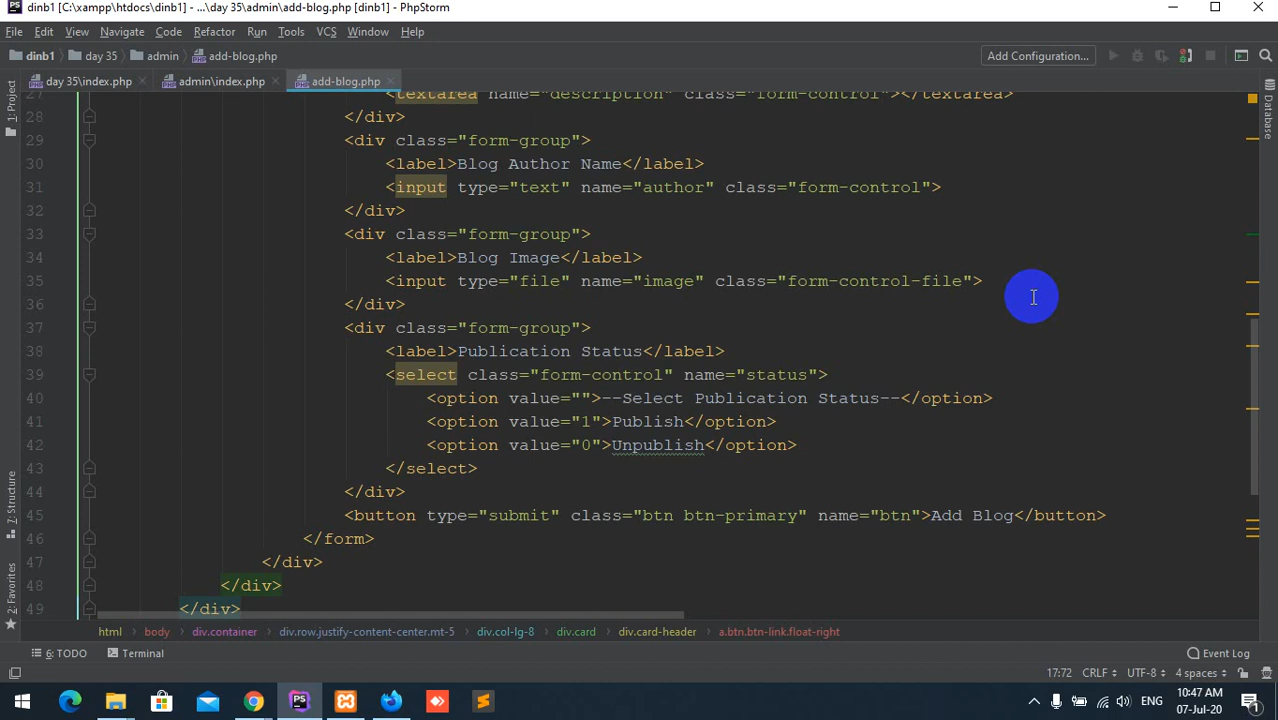 dinb1 [C:\xampp\htdocs\dinb1] - ...\day 35\admin\add-blog.php [dinb1] - PhpStorm
File Edit View Navigate Code Refactor Run Tools VCS Window Help
dinb1 day 35 admin add-blog.php Add Configuration...
day 35\index.php admin\index.php add-blog.php
1: Project
Database
27 <textarea name="description" class="form-control"></textarea>
28 </div>
29 <div class="form-group">
30 <label>Blog Author Name</label>
31 <input type="text" name="author" class="form-control">
32 </div>
33 <div class="form-group">
34 <label>Blog Image</label>
35 <input type="file" name="image" class="form-control-file">
36 </div>
37 <div class="form-group">
38 <label>Publication Status</label>
39 <select class="form-control" name="status">
40 <option value="">--Select Publication Status--</option>
41 <option value="1">Publish</option>
42 <option value="0">Unpublish</option>
43 </select>
44 </div>
45 <button type="submit" class="btn btn-primary" name="btn">Add Blog</button>
46 </form>
47 </div>
48 </div>
49 </div>
7: Structure
2: Favorites
html body div.container div.row.justify-content-center.mt-5 div.col-lg-8 div.card div.card-header a.btn.btn-link.float-right
6: TODO Terminal Event Log
17:72 CRLF UTF-8 4 spaces
ENG 10:47 AM
07-Jul-20
1